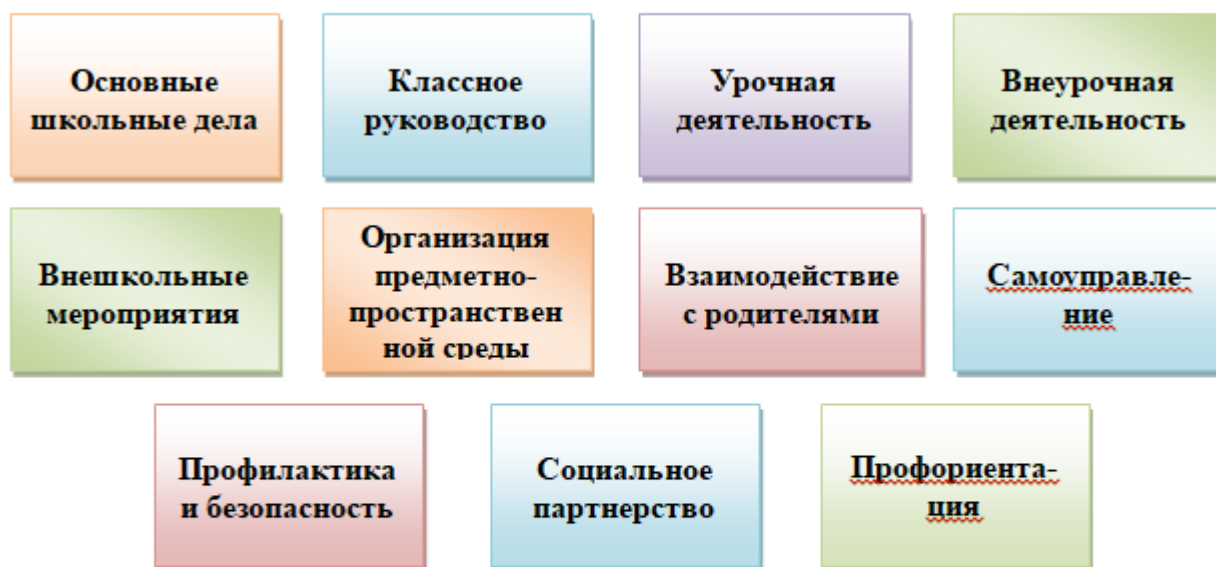 Основные
школьные дела
Классное
руководство
Урочная
деятельность
Внеурочная
деятельность
Внешкольные
мероприятия
Организация
предметно-
пространствен
ной среды
Взаимодействие
с родителями
Самоуправле-
ние
Профилактика
и безопасность
Социальное
партнерство
Профориента-
ция